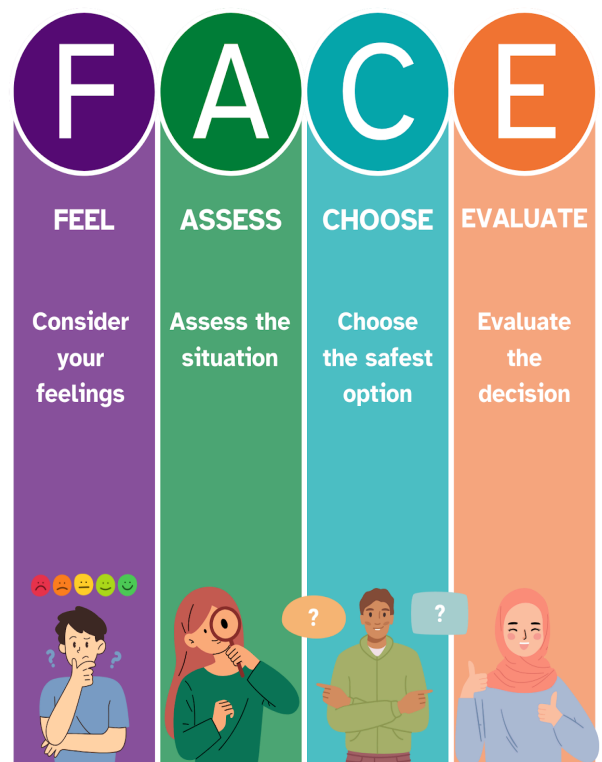 F
A
C
E
FEEL
ASSESS
CHOOSE
EVALUATE
Consider
your
feelings
Assess the
situation
Choose
the safest
option
Evaluate
the
decision
?
?
?
?